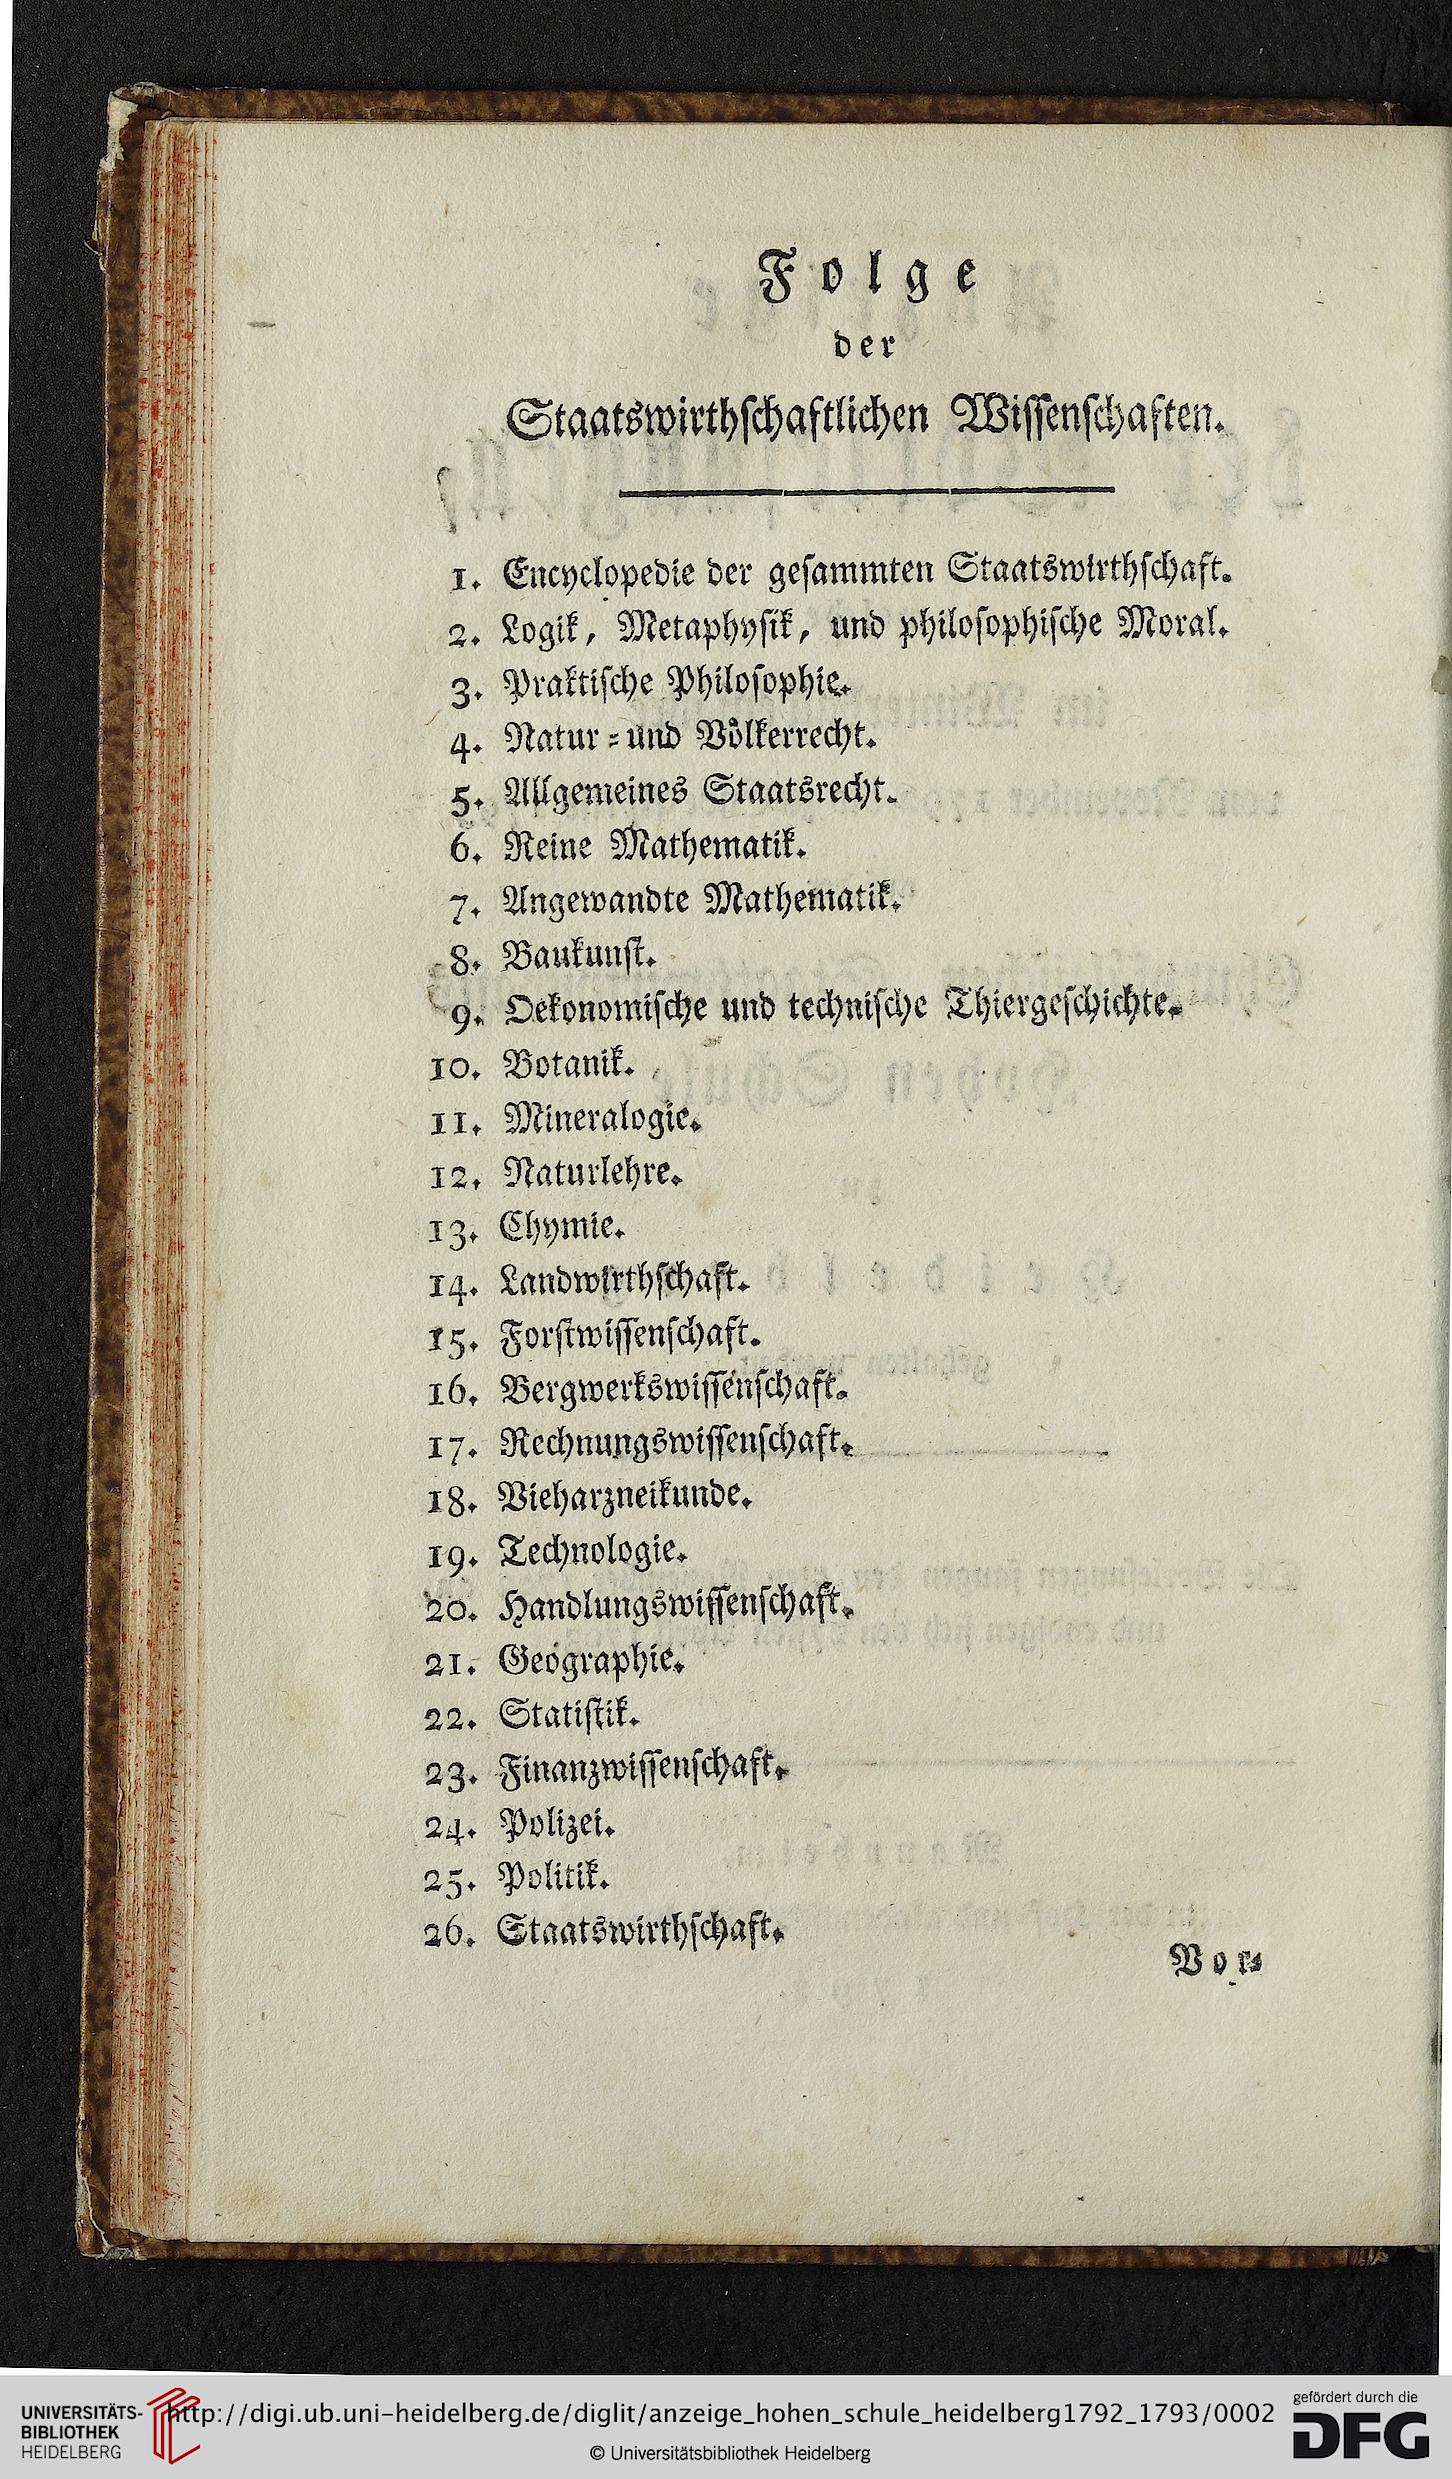 Folge
der
Staatswirthſchaftlichen Wiſſenſchaften.
1. Encyclopedie der geſammten Staatswirthſchaft.
2. Logik, Metaphyſik, und philoſophiſche Moral.
3. Praktiſche Philoſophie.
4. Natur-und Völkerrecht.
5. Allgemeines Staatsrecht.
6. Reine Mathematik.
7. Angewandte Mathematik.
8. Baukunſt.
9. Oekonomiſche und techniſche Thiergeſchichte.
10. Botanik.
11. Mineralogie.
12. Naturlehre.
13. Chymie.
14. Landwirthſchaft.
15. Forſtwiſſenſchaft.
16. Bergwerkswiſſenſchaft.
17. Rechnungswiſſenſchaft.
18. Vieharzneikunde.
19. Technologie.
20. Handlungswiſſenſchaft.
21. Geographie.
22. Statiſtik.
23. Finanzwiſſenſchaft.
24. Polizei.
25. Politik.
26. Staatswirthſchaft.
Vor-
UNIVERSITÄTS-
BIBLIOTHEK
HEIDELBERG
http://digi.ub.uni-heidelberg.de/diglit/anzeige_hohen_schule_heidelberg1792_1793/0002
© Universitätsbibliothek Heidelberg
gefördert durch die
DFG